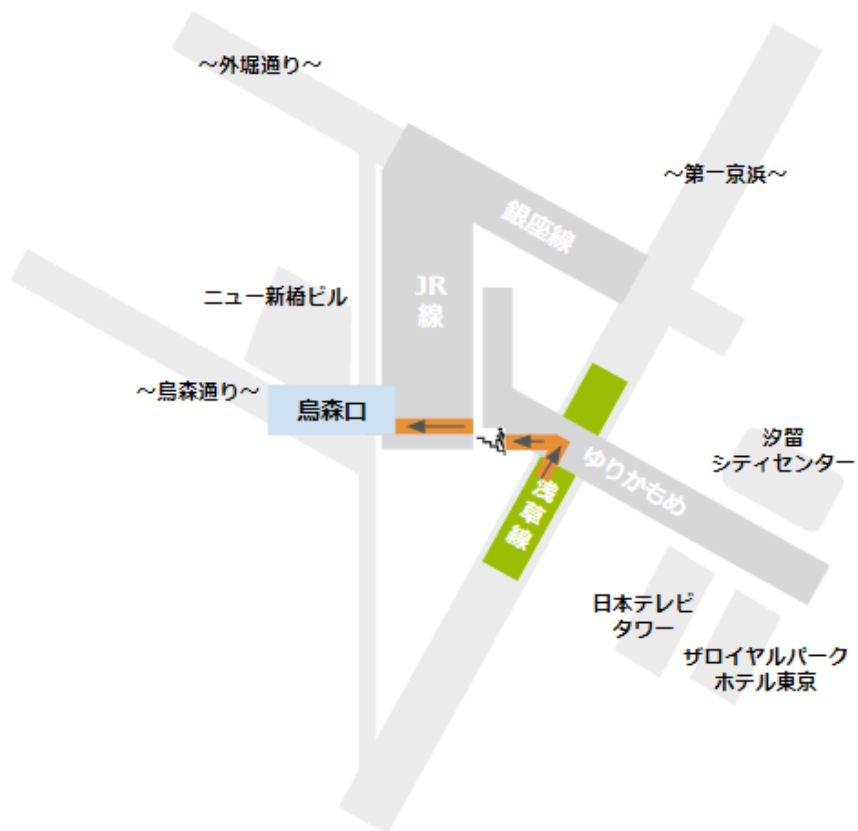 ～外堀通り～
～第一京浜～
銀座線
JR
線
ニュー新橋ビル
～烏森通り～
烏森口
汐留
シティセンター
ゆりかもめ
浅草線
日本テレビ
タワー
ザロイヤルパーク
ホテル東京